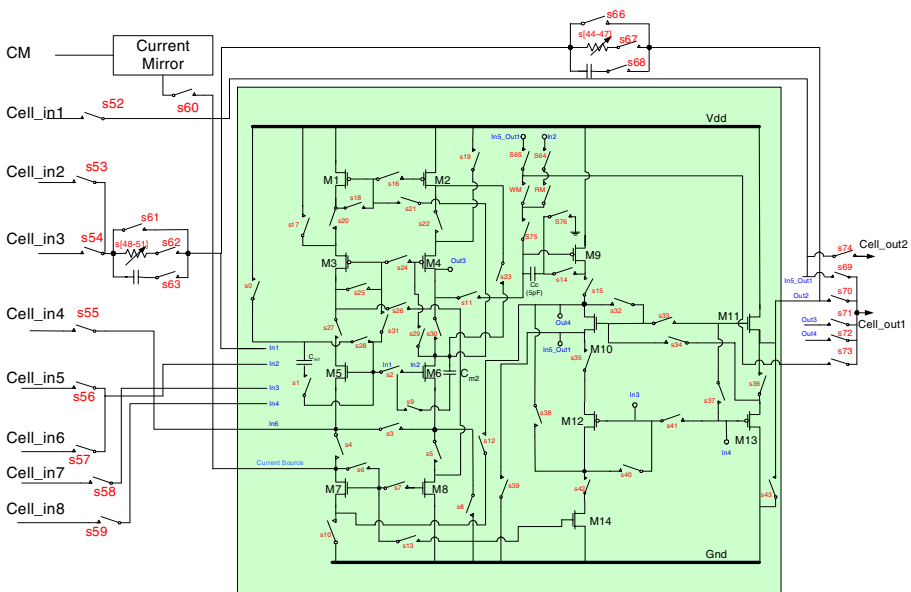 s66
s[44-47]
s67
s68
CM
Current
Mirror
s60
Cell_in1
s52
Vdd
In5_Out1
In2
s19
S65
S64
Cell_in2
s53
M1
s16
M2
WM
RM
s18
s21
s17
s20
s22
S75
S76
Cell_in3
s54
s61
s[48-51]
s62
s63
M3
s24
M4
Out3
s23
M9
s74
Cell_out2
s0
s25
s11
Cc
(5pF)
s14
s15
In5_Out1
s69
Out2
s70
Cell_in4
s55
s26
s27
s31
s29
s30
Out4
s32
s33
M11
Out3
s71
Cell_out1
s28
In5_Out1
M10
s34
Out4
s72
In1
s35
s73
In2
s1
M5
In1
s2
In2
M6
Cm2
s36
Cell_in5
s56
In3
In4
s9
s37
s38
In3
M12
s41
M13
In6
s3
In4
Cell_in6
s57
s4
s5
s12
Current Source
s6
s39
s40
s43
Cell_in7
s58
M7
s7
M8
s42
s8
M14
Cell_in8
s59
s10
s13
Gnd